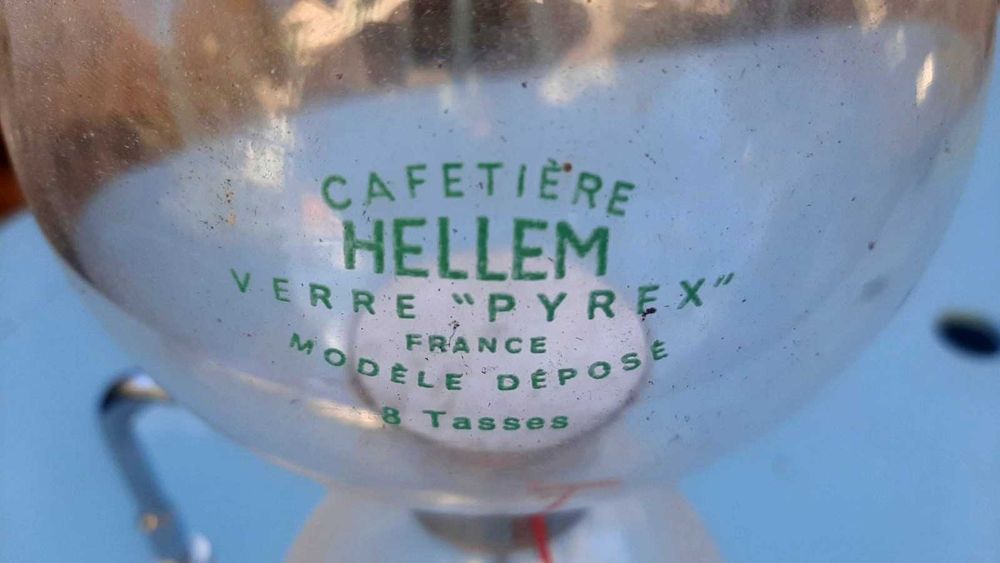 CAFETIÈRE
HELLEM
VERRE "PYREX"
FRANCE
MODÈLE DÉPOSÉ
8 Tasses